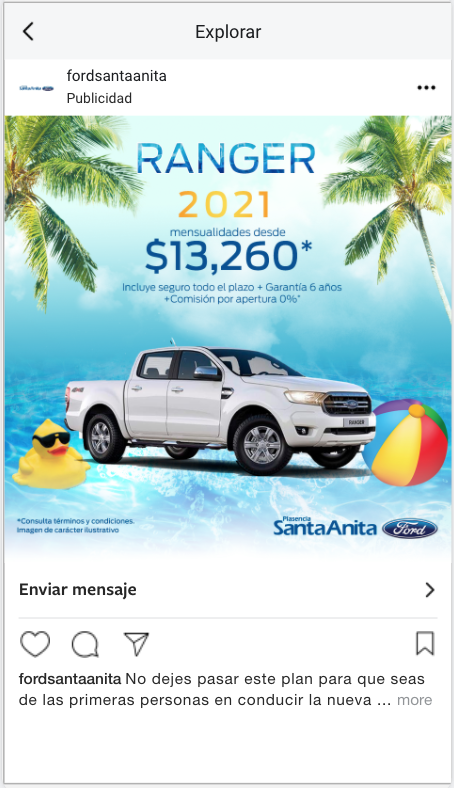 Explorar
fordsantaanita
Publicidad
RANGER
2021
mensualidades desde
$13,260*
Incluye seguro todo el plazo + Garantía 6 años
+Comisión por apertura 0%*
4x4
Ford
RANGER
*Consulta términos y condiciones.
Imagen de carácter ilustrativo
Plasencia
SantaAnita Ford
Enviar mensaje
fordsantaanita No dejes pasar este plan para que seas
de las primeras personas en conducir la nueva ... more